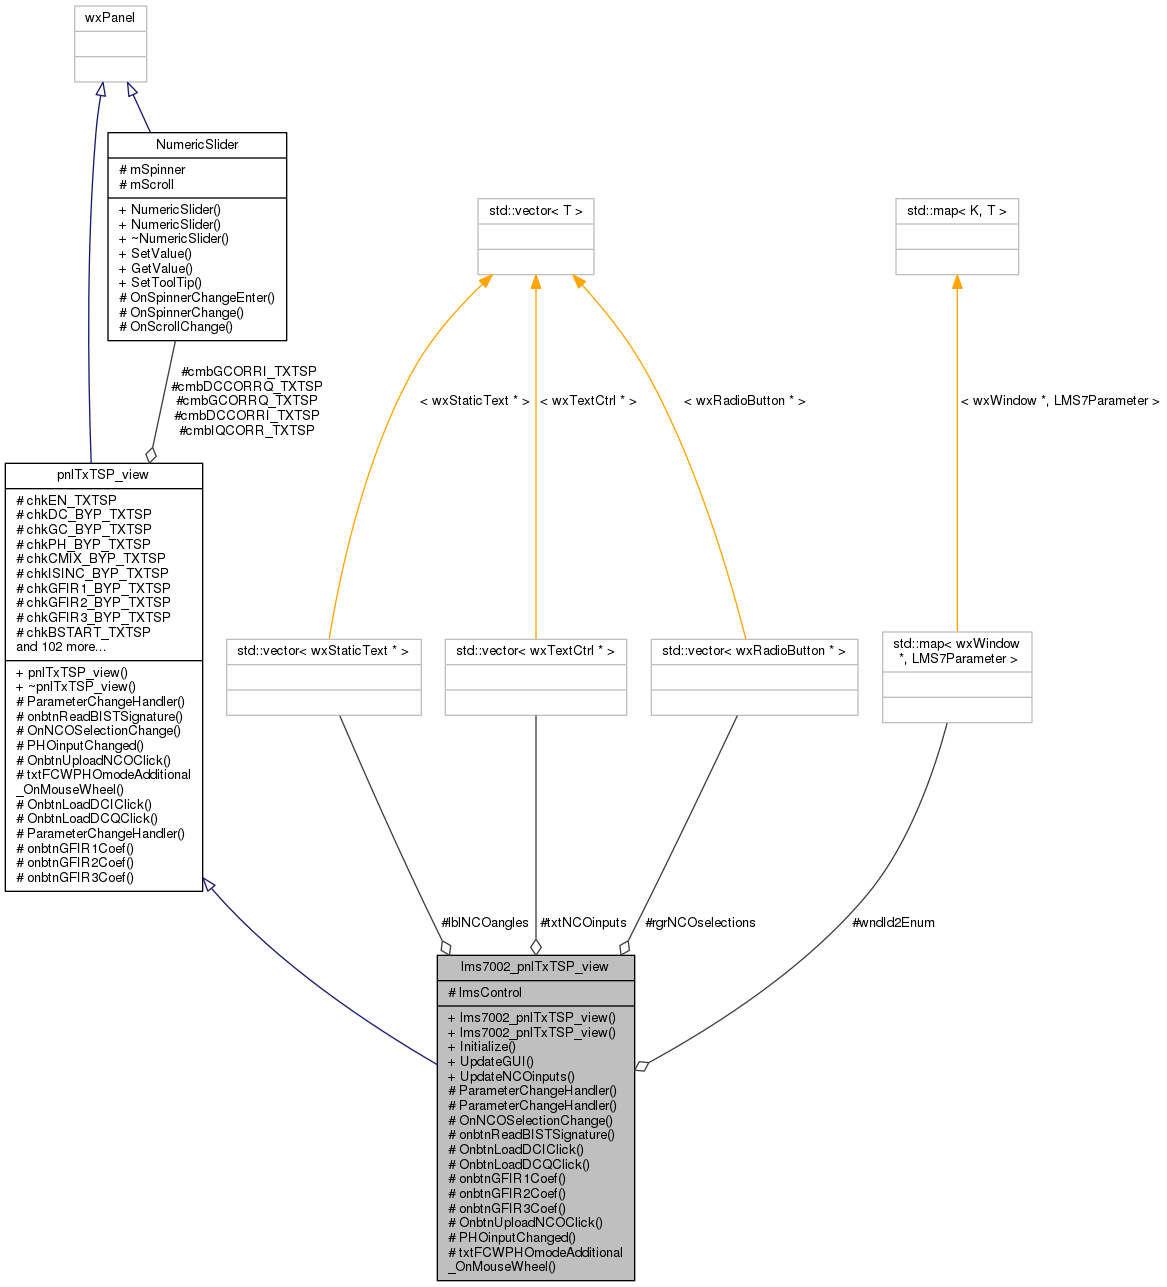 wxPanel
NumericSlider
# mSpinner
# mScroll
+ NumericSlider()
+ NumericSlider()
+ ~NumericSlider()
+ SetValue()
+ GetValue()
+ SetToolTip()
# OnSpinnerChangeEnter()
# OnSpinnerChange()
# OnScrollChange()
std::vector< T >
std::map< K, T >
#cmbGCORRI_TXTSP
#cmbDCCORRQ_TXTSP
#cmbGCORRQ_TXTSP
#cmbDCCORRI_TXTSP
#cmbIQCORR_TXTSP
< wxStaticText * >
< wxTextCtrl * >
< wxRadioButton * >
< wxWindow *, LMS7Parameter >
pnlTxTSP_view
# chkEN_TXTSP
# chkDC_BYP_TXTSP
# chkGC_BYP_TXTSP
# chkPH_BYP_TXTSP
# chkCMIX_BYP_TXTSP
# chkISINC_BYP_TXTSP
# chkGFIR1_BYP_TXTSP
# chkGFIR2_BYP_TXTSP
# chkGFIR3_BYP_TXTSP
# chkBSTART_TXTSP
and 102 more...
+ pnlTxTSP_view()
+ ~pnlTxTSP_view()
# ParameterChangeHandler()
# onbtnReadBISTSignature()
# OnNCOSelectionChange()
# PHOinputChanged()
# OnbtnUploadNCOClick()
# txtFCWPHOmodeAdditional
_OnMouseWheel()
# OnbtnLoadDCIClick()
# OnbtnLoadDCQClick()
# ParameterChangeHandler()
# onbtnGFIR1Coef()
# onbtnGFIR2Coef()
# onbtnGFIR3Coef()
std::vector< wxStaticText * >
std::vector< wxTextCtrl * >
std::vector< wxRadioButton * >
std::map< wxWindow
*, LMS7Parameter >
#lblNCOangles
#txtNCOinputs
#rgrNCOselections
#wndId2Enum
lms7002_pnlTxTSP_view
# lmsControl
+ lms7002_pnlTxTSP_view()
+ lms7002_pnlTxTSP_view()
+ Initialize()
+ UpdateGUI()
+ UpdateNCOinputs()
# ParameterChangeHandler()
# ParameterChangeHandler()
# OnNCOSelectionChange()
# onbtnReadBISTSignature()
# OnbtnLoadDCIClick()
# OnbtnLoadDCQClick()
# onbtnGFIR1Coef()
# onbtnGFIR2Coef()
# onbtnGFIR3Coef()
# OnbtnUploadNCOClick()
# PHOinputChanged()
# txtFCWPHOmodeAdditional
_OnMouseWheel()